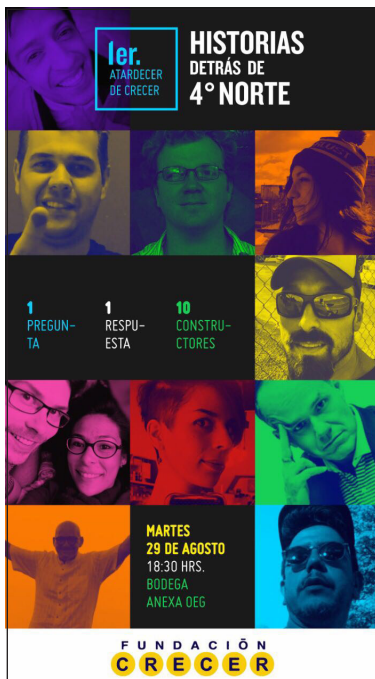 1er.
ATARDECER
DE CRECER
HISTORIAS
DETRÁS DE
4° NORTE
1
PREGUN-
TA
1
RESPU-
ESTA
10
CONSTRU-
CTORES
MARTES
29 DE AGOSTO
18:30 HRS.
BODEGA
ANEXA OEG
FUNDACIÕN
CRECER